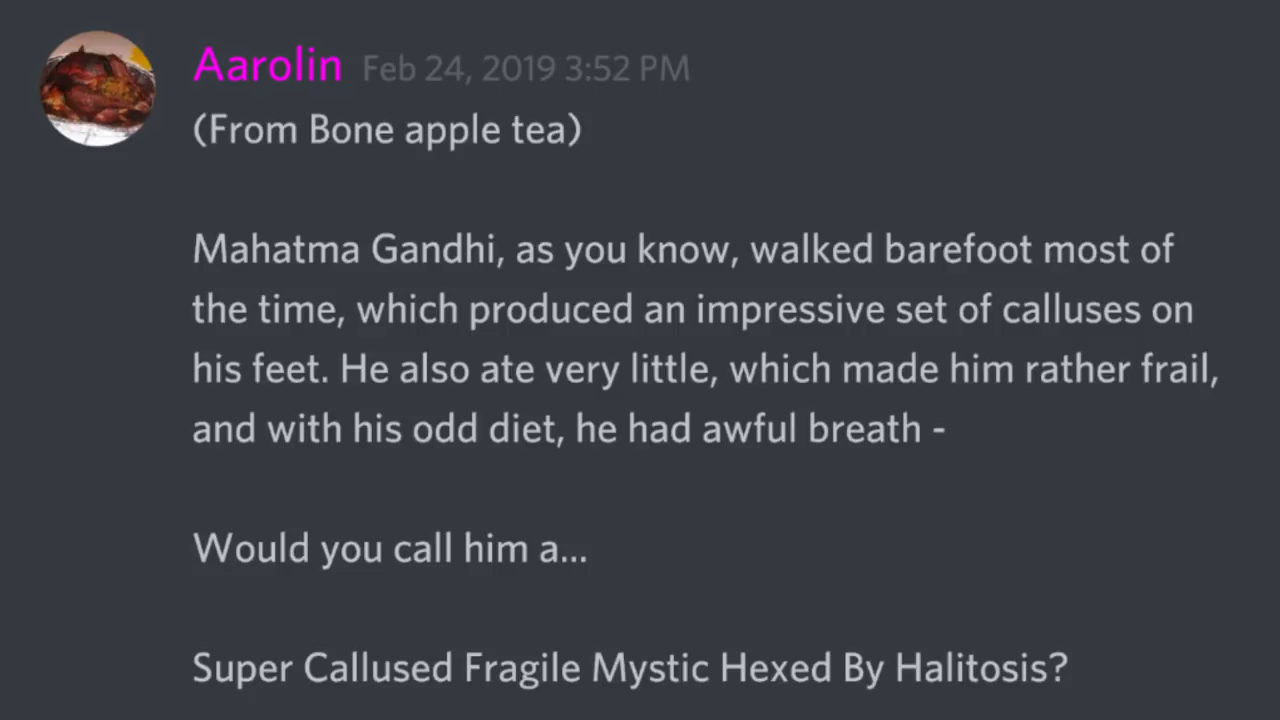 Aarolin Feb 24, 2019 3:52 PM
(From Bone apple tea)
Mahatma Gandhi, as you know, walked barefoot most of
the time, which produced an impressive set of calluses on
his feet. He also ate very little, which made him rather frail,
and with his odd diet, he had awful breath -
Would you call him a...
Super Callused Fragile Mystic Hexed By Halitosis?